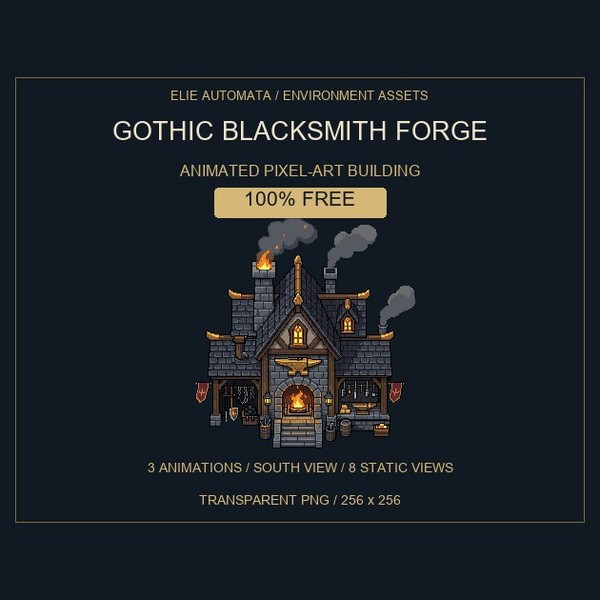 ELIE AUTOMATA / ENVIRONMENT ASSETS
GOTHIC BLACKSMITH FORGE
ANIMATED PIXEL-ART BUILDING
100% FREE
3 ANIMATIONS / SOUTH VIEW / 8 STATIC VIEWS
TRANSPARENT PNG / 256 x 256